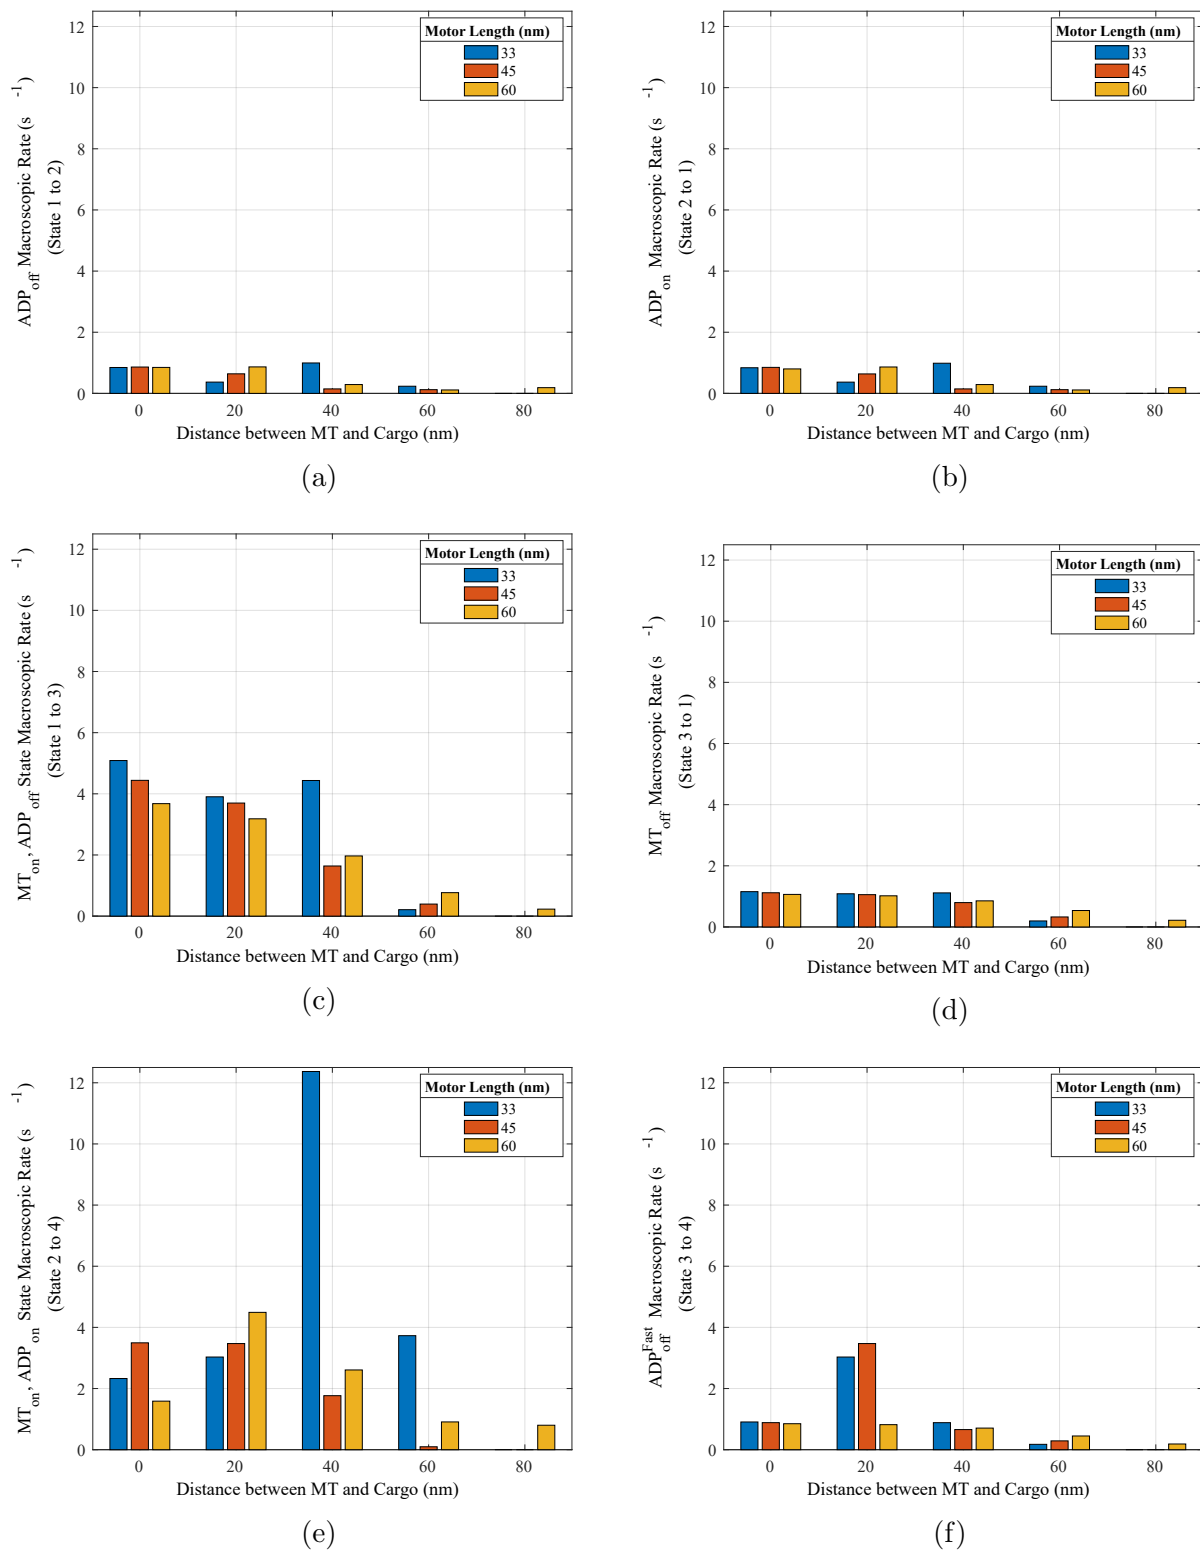 Motor Length (nm)
33
45
60
12
10
8
6
4
2
0
ADP_off Macroscopic Rate (s^-1)
(State 1 to 2)
0 20 40 60 80
Distance between MT and Cargo (nm)
(a)
Motor Length (nm)
33
45
60
12
10
8
6
4
2
0
ADP_on Macroscopic Rate (s^-1)
(State 2 to 1)
0 20 40 60 80
Distance between MT and Cargo (nm)
(b)
Motor Length (nm)
33
45
60
12
10
8
6
4
2
0
MT_on, ADP_off State Macroscopic Rate (s^-1)
(State 1 to 3)
0 20 40 60 80
Distance between MT and Cargo (nm)
(c)
Motor Length (nm)
33
45
60
12
10
8
6
4
2
0
MT_off Macroscopic Rate (s^-1)
(State 3 to 1)
0 20 40 60 80
Distance between MT and Cargo (nm)
(d)
Motor Length (nm)
33
45
60
12
10
8
6
4
2
0
MT_on, ADP_on State Macroscopic Rate (s^-1)
(State 2 to 4)
0 20 40 60 80
Distance between MT and Cargo (nm)
(e)
Motor Length (nm)
33
45
60
12
10
8
6
4
2
0
ADP_off^Fast Macroscopic Rate (s^-1)
(State 3 to 4)
0 20 40 60 80
Distance between MT and Cargo (nm)
(f)